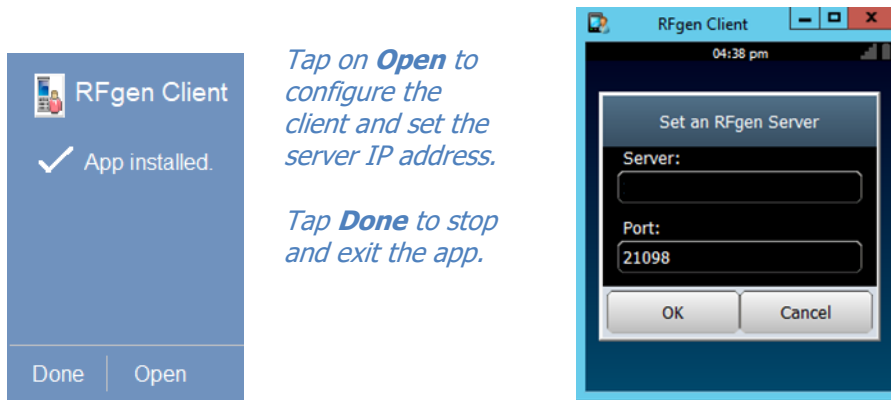 RFgen Client
App installed.
Done
Open
Tap on Open to
configure the
client and set the
server IP address.
Tap Done to stop
and exit the app.
RFgen Client
04:38 pm
Set an RFgen Server
Server:
Port:
21098
OK
Cancel